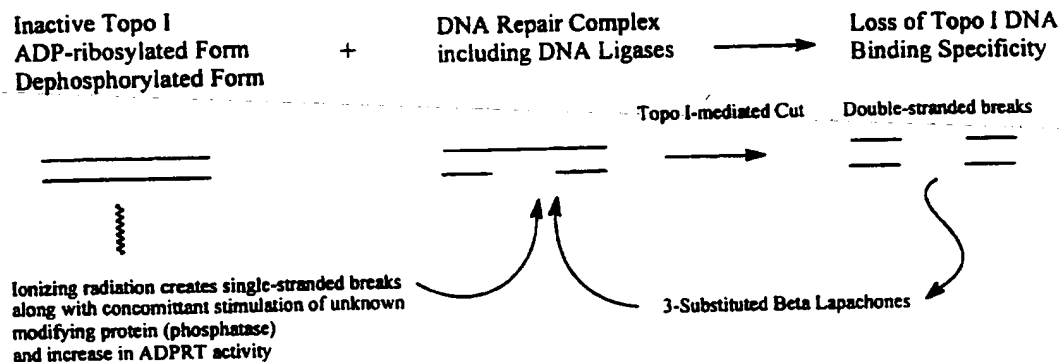 Inactive Topo I
ADP-ribosylated Form
Dephosphorylated Form
+
DNA Repair Complex
including DNA Ligases
Loss of Topo I DNA
Binding Specificity
Topo I-mediated Cut
Double-stranded breaks
Ionizing radiation creates single-stranded breaks
along with concomittant stimulation of unknown
modifying protein (phosphatase)
and increase in ADPRT activity
3-Substituted Beta Lapachones